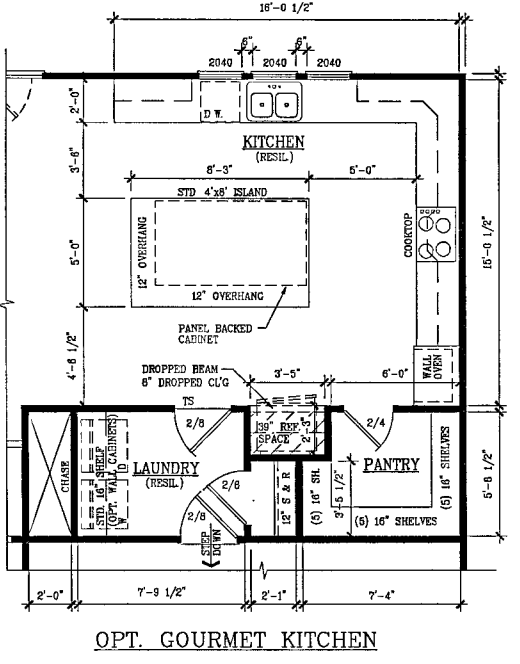 16'-0 1/2"
6" 6"
2040 2040 2040
2'-0"
D.W.
KITCHEN
(RESIL.)
3'-6"
8'-3" 5'-0"
STD 4'x8' ISLAND
12" OVERHANG
5'-0"
COOKTOP
15'-0 1/2"
12" OVERHANG
PANEL BACKED
CABINET
4'-6 1/2"
DROPPED BEAM
8" DROPPED CL'G
3'-5" 6'-0"
WALL
OVEN
TS
2/8
39" REF
SPACE
2'-3"
2/4
CHASE
STD. 16" SHELF
(OPT. WALL CABINETS)
D
W
LAUNDRY
(RESIL.)
PANTRY
2/6
2/8
12" S & R
(5) 16" SH.
3'-5 1/2"
(5) 16" SHELVES
(5) 16" SHELVES
5'-6 1/2"
STEP
DOWN
2'-0" 7'-9 1/2" 2'-1" 7'-4"
OPT. GOURMET KITCHEN